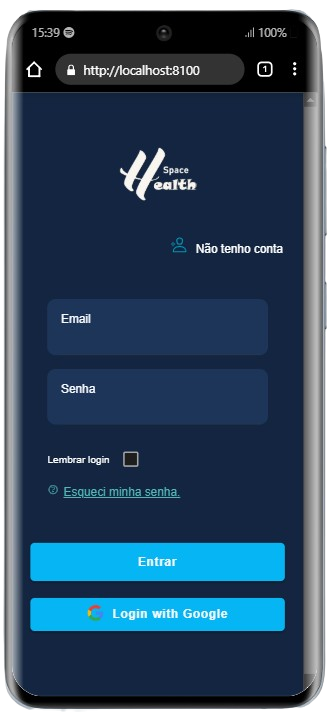 15:39 100%
http://localhost:8100 1
Space
Health
Não tenho conta
Email
Senha
Lembrar login
Esqueci minha senha.
Entrar
Login with Google